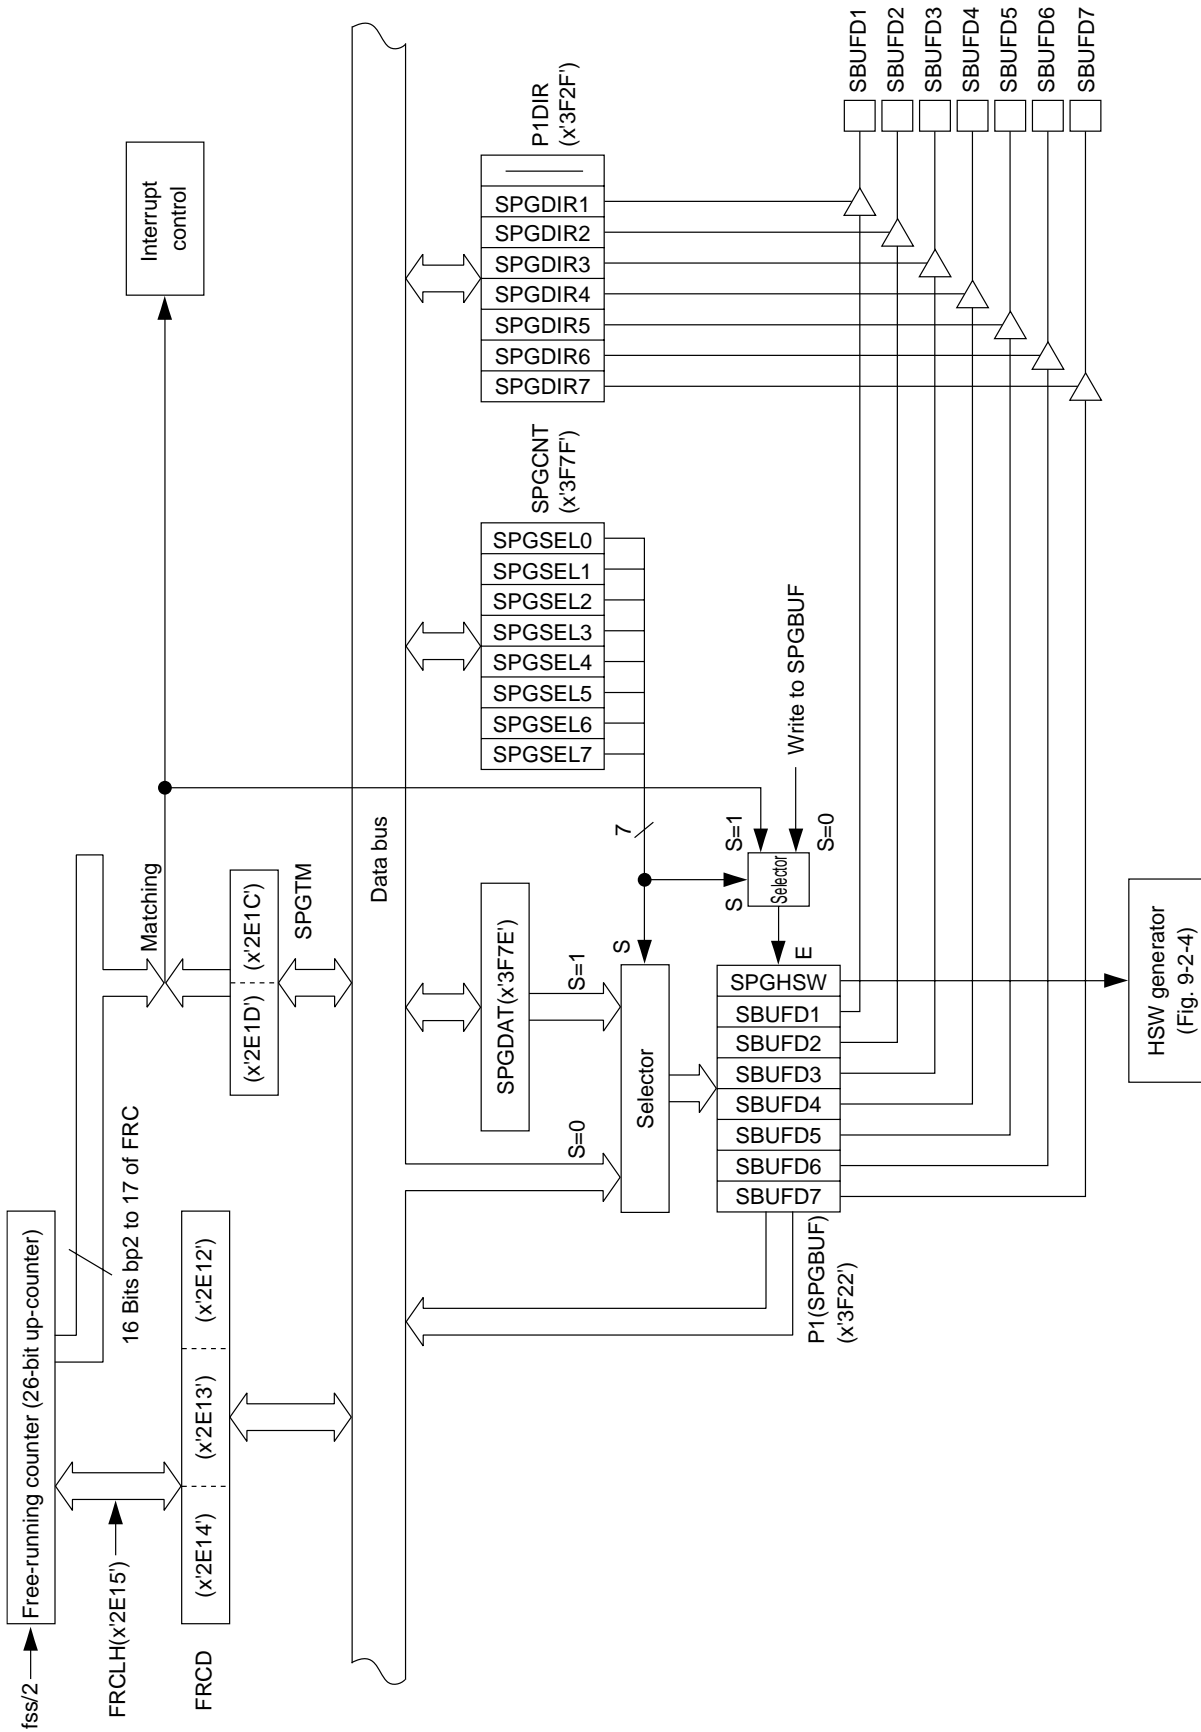 fss/2
Free-running counter (26-bit up-counter)
FRCLH(x'2E15')
16 Bits bp2 to 17 of FRC
FRCD
(x'2E14')
(x'2E13')
(x'2E12')
Matching
(x'2E1D')
(x'2E1C')
SPGTM
Interrupt
control
Data bus
S=0
SPGDAT(x'3F7E')
S=1
SPGCNT
(x'3F7F')
SPGSEL7
SPGSEL6
SPGSEL5
SPGSEL4
SPGSEL3
SPGSEL2
SPGSEL1
SPGSEL0
P1DIR
(x'3F2F')
SPGDIR7
SPGDIR6
SPGDIR5
SPGDIR4
SPGDIR3
SPGDIR2
SPGDIR1
Selector
S
7
S
S=1
Selector
S=0
Write to SPGBUF
E
P1(SPGBUF)
(x'3F22')
SBUFD7
SBUFD6
SBUFD5
SBUFD4
SBUFD3
SBUFD2
SBUFD1
SPGHSW
SBUFD1
SBUFD2
SBUFD3
SBUFD4
SBUFD5
SBUFD6
SBUFD7
HSW generator
(Fig. 9-2-4)